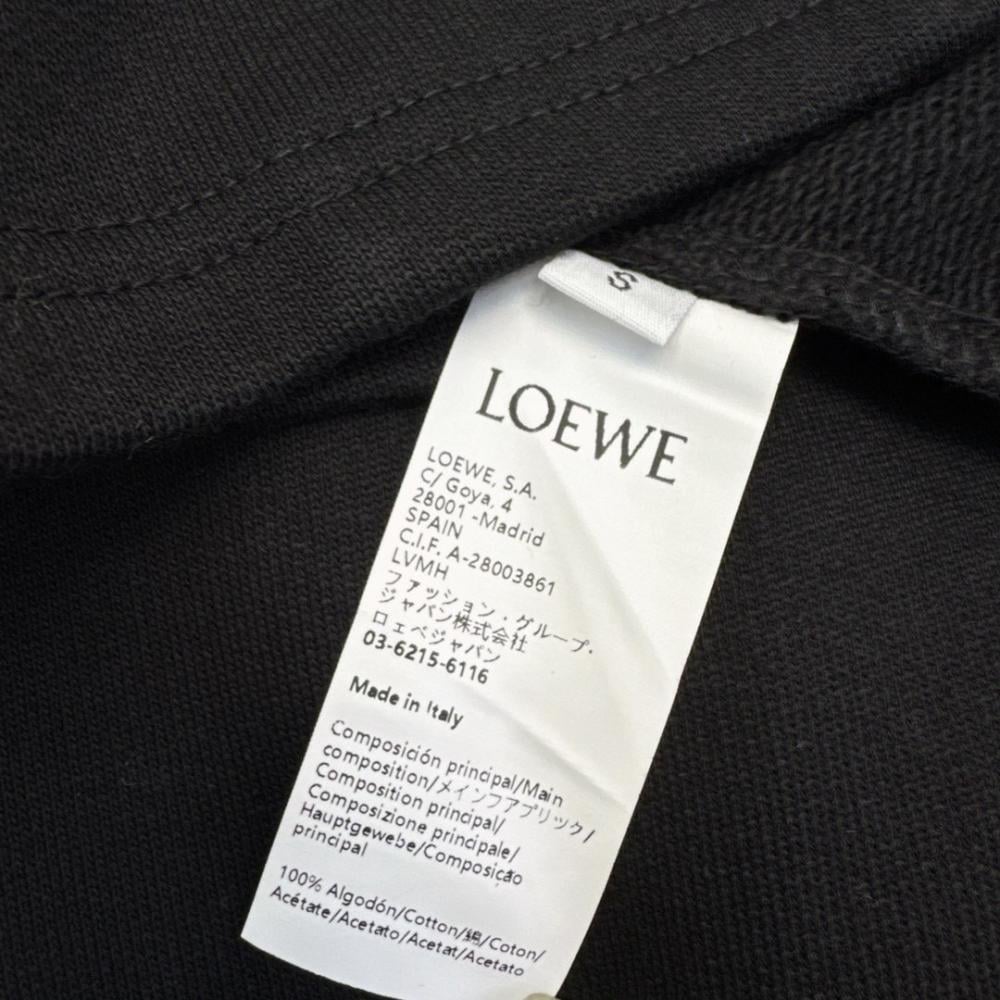 S
LOEWE
LOEWE, S.A.
C/ Goya, 4
28001 -Madrid
SPAIN
C.I.F. A-28003861
LVMH
ファッション・グループ・
ジャパン株式会社
ロエベジャパン
03-6215-6116
Made in Italy
Composición principal/Main
composition/メインファブリック/
Composition principal/
Composizione principale/
Hauptgewebe/Composição
principal
100% Algodón/Cotton/綿/Coton/
Acétate/Acetato/Acetat/Acetato